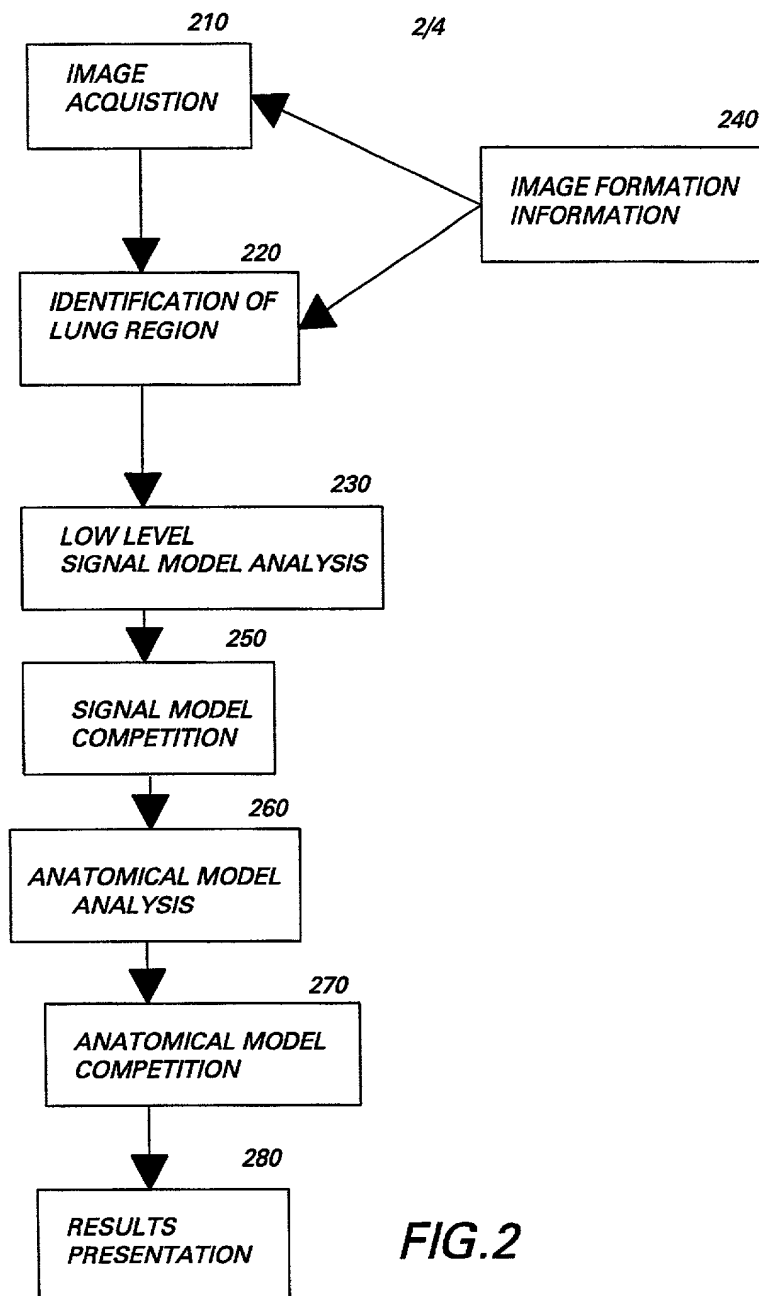 210
2/4
IMAGE
ACQUISTION
240
IMAGE FORMATION
INFORMATION
220
IDENTIFICATION OF
LUNG REGION
230
LOW LEVEL
SIGNAL MODEL ANALYSIS
250
SIGNAL MODEL
COMPETITION
260
ANATOMICAL MODEL
ANALYSIS
270
ANATOMICAL MODEL
COMPETITION
280
RESULTS
PRESENTATION
FIG.2